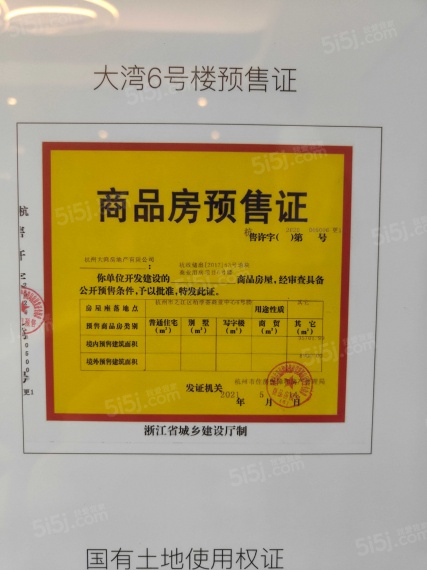 大湾6号楼预售证
商品房预售证
售许字( )第 号
你单位开发建设的 商品房屋,经审查具备
公开预售条件,予以批准,特发此证。
房屋座落地点 用途性质
预售商品房类别 普通住宅(m²) 别墅(m²) 写字楼(m²) 商贸(m²) 其它(m²)
境内预售建筑面积
境外预售建筑面积
发证机关
2021 年 5 月 日
浙江省城乡建设厅制
国有土地使用权证
5i5j.com